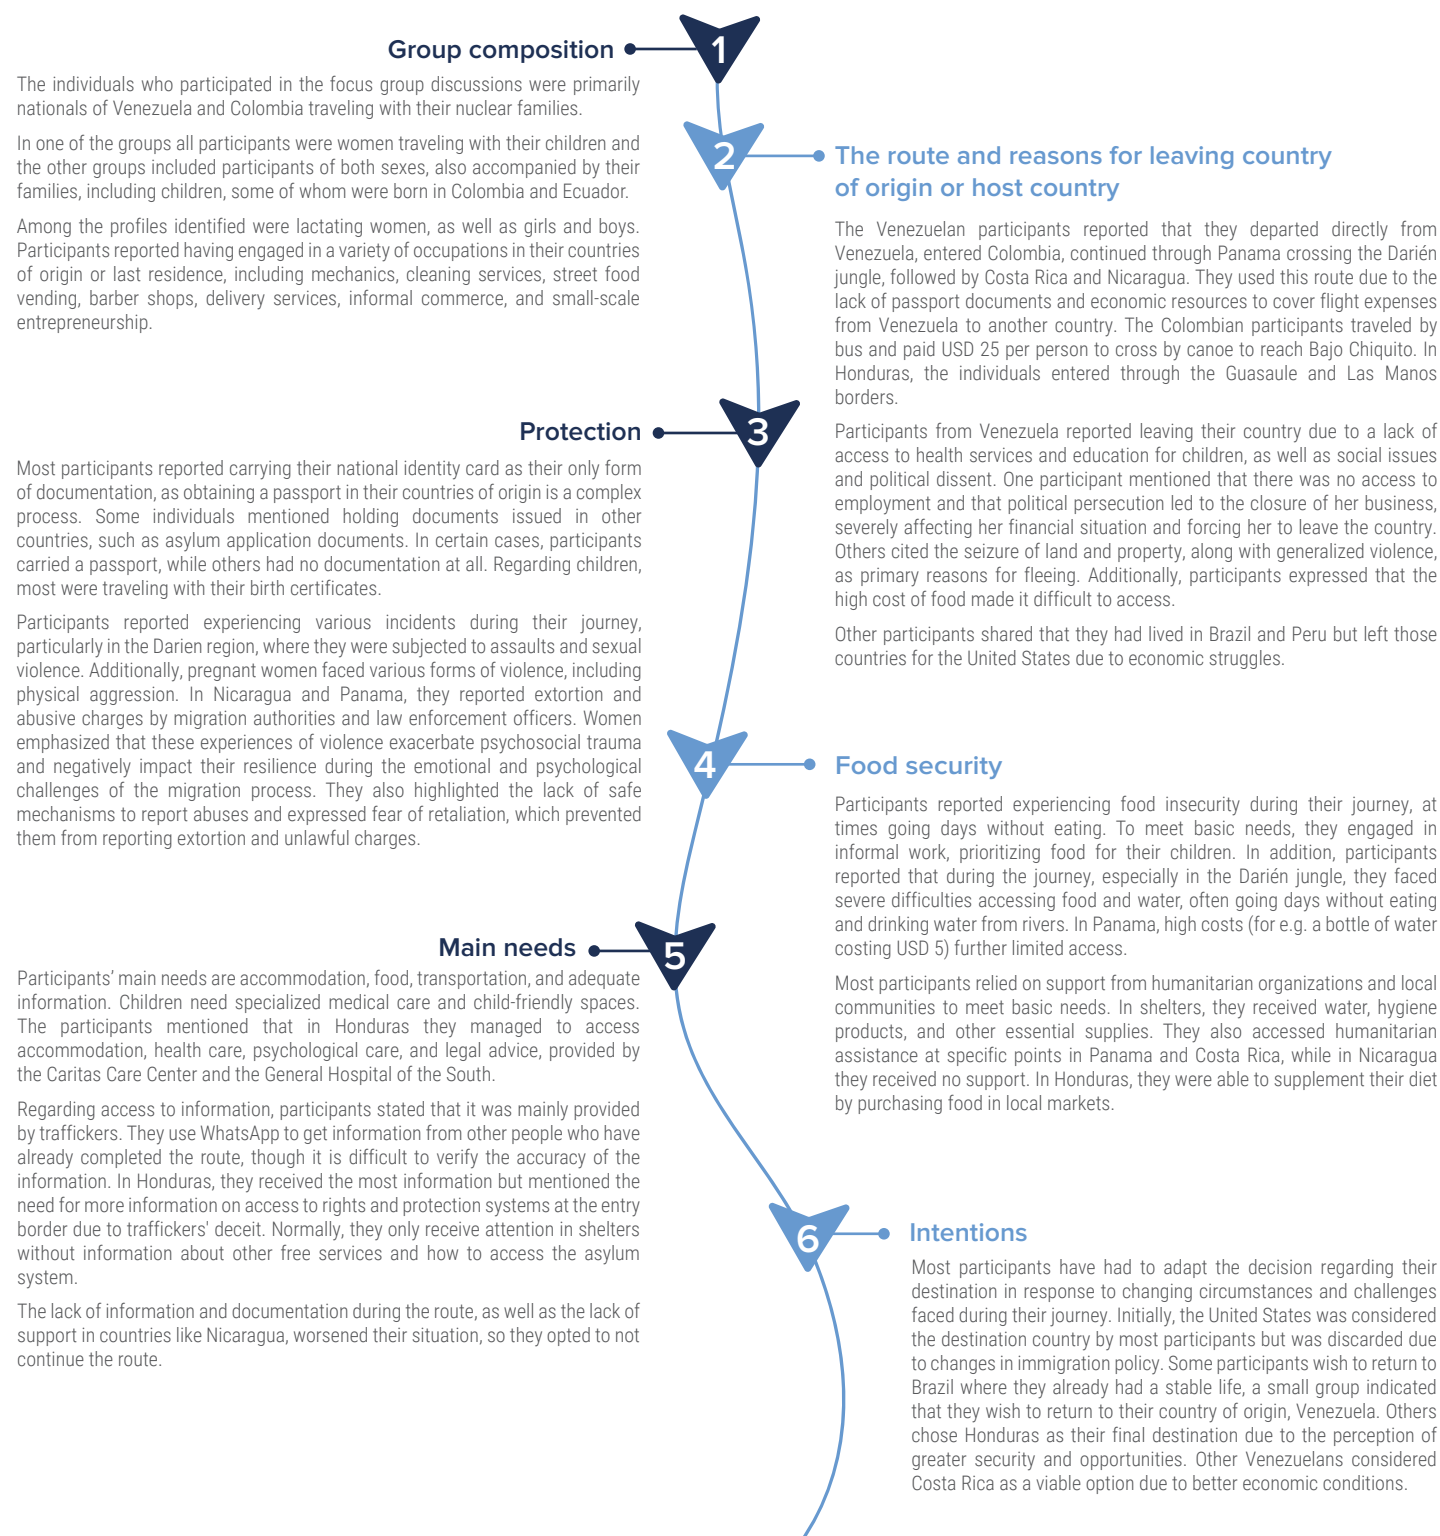 1
Group composition
The individuals who participated in the focus group discussions were primarily
nationals of Venezuela and Colombia traveling with their nuclear families.
In one of the groups all participants were women traveling with their children and
the other groups included participants of both sexes, also accompanied by their
families, including children, some of whom were born in Colombia and Ecuador.
Among the profiles identified were lactating women, as well as girls and boys.
Participants reported having engaged in a variety of occupations in their countries
of origin or last residence, including mechanics, cleaning services, street food
vending, barber shops, delivery services, informal commerce, and small-scale
entrepreneurship.
2
The route and reasons for leaving country
of origin or host country
The Venezuelan participants reported that they departed directly from
Venezuela, entered Colombia, continued through Panama crossing the Darién
jungle, followed by Costa Rica and Nicaragua. They used this route due to the
lack of passport documents and economic resources to cover flight expenses
from Venezuela to another country. The Colombian participants traveled by
bus and paid USD 25 per person to cross by canoe to reach Bajo Chiquito. In
Honduras, the individuals entered through the Guasaule and Las Manos
borders.
Participants from Venezuela reported leaving their country due to a lack of
access to health services and education for children, as well as social issues
and political dissent. One participant mentioned that there was no access to
employment and that political persecution led to the closure of her business,
severely affecting her financial situation and forcing her to leave the country.
Others cited the seizure of land and property, along with generalized violence,
as primary reasons for fleeing. Additionally, participants expressed that the
high cost of food made it difficult to access.
Other participants shared that they had lived in Brazil and Peru but left those
countries for the United States due to economic struggles.
3
Protection
Most participants reported carrying their national identity card as their only form
of documentation, as obtaining a passport in their countries of origin is a complex
process. Some individuals mentioned holding documents issued in other
countries, such as asylum application documents. In certain cases, participants
carried a passport, while others had no documentation at all. Regarding children,
most were traveling with their birth certificates.
Participants reported experiencing various incidents during their journey,
particularly in the Darien region, where they were subjected to assaults and sexual
violence. Additionally, pregnant women faced various forms of violence, including
physical aggression. In Nicaragua and Panama, they reported extortion and
abusive charges by migration authorities and law enforcement officers. Women
emphasized that these experiences of violence exacerbate psychosocial trauma
and negatively impact their resilience during the emotional and psychological
challenges of the migration process. They also highlighted the lack of safe
mechanisms to report abuses and expressed fear of retaliation, which prevented
them from reporting extortion and unlawful charges.
4
Food security
Participants reported experiencing food insecurity during their journey, at
times going days without eating. To meet basic needs, they engaged in
informal work, prioritizing food for their children. In addition, participants
reported that during the journey, especially in the Darién jungle, they faced
severe difficulties accessing food and water, often going days without eating
and drinking water from rivers. In Panama, high costs (for e.g. a bottle of water
costing USD 5) further limited access.
Most participants relied on support from humanitarian organizations and local
communities to meet basic needs. In shelters, they received water, hygiene
products, and other essential supplies. They also accessed humanitarian
assistance at specific points in Panama and Costa Rica, while in Nicaragua
they received no support. In Honduras, they were able to supplement their diet
by purchasing food in local markets.
5
Main needs
Participants' main needs are accommodation, food, transportation, and adequate
information. Children need specialized medical care and child-friendly spaces.
The participants mentioned that in Honduras they managed to access
accommodation, health care, psychological care, and legal advice, provided by
the Caritas Care Center and the General Hospital of the South.
Regarding access to information, participants stated that it was mainly provided
by traffickers. They use WhatsApp to get information from other people who have
already completed the route, though it is difficult to verify the accuracy of the
information. In Honduras, they received the most information but mentioned the
need for more information on access to rights and protection systems at the entry
border due to traffickers' deceit. Normally, they only receive attention in shelters
without information about other free services and how to access the asylum
system.
The lack of information and documentation during the route, as well as the lack of
support in countries like Nicaragua, worsened their situation, so they opted to not
continue the route.
6
Intentions
Most participants have had to adapt the decision regarding their
destination in response to changing circumstances and challenges
faced during their journey. Initially, the United States was considered
the destination country by most participants but was discarded due
to changes in immigration policy. Some participants wish to return to
Brazil where they already had a stable life, a small group indicated
that they wish to return to their country of origin, Venezuela. Others
chose Honduras as their final destination due to the perception of
greater security and opportunities. Other Venezuelans considered
Costa Rica as a viable option due to better economic conditions.